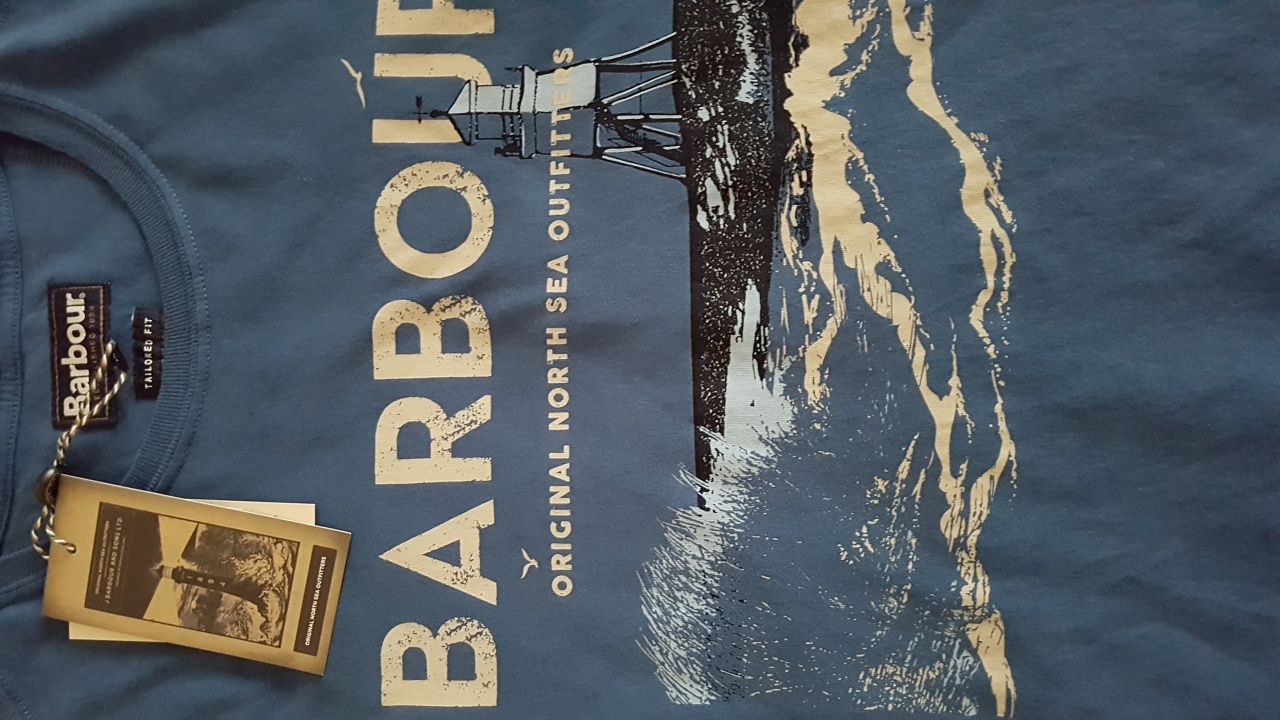 Barbour
TAILORED FIT
BARBOUR
ORIGINAL NORTH SEA OUTFITTERS
ORIGINAL NORTH SEA OUTFITTERS
J BARBOUR AND SONS LTD
ORIGINAL NORTH SEA OUTFITTERS